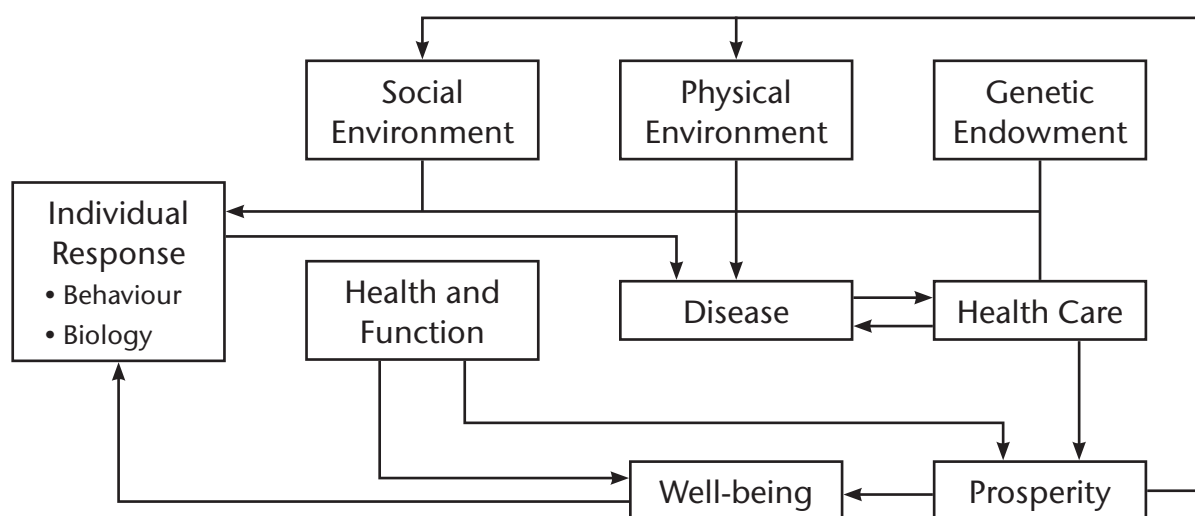 Social
Environment
Physical
Environment
Genetic
Endowment
Individual
Response
• Behaviour
• Biology
Health and
Function
Disease
Health Care
Well-being
Prosperity